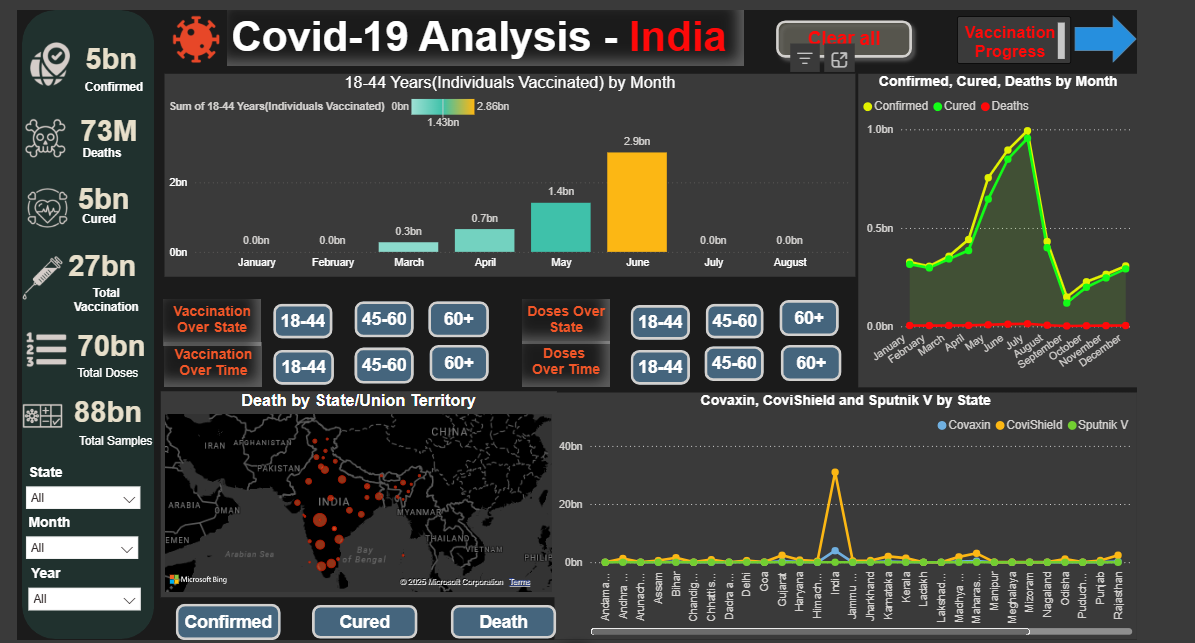 Covid-19 Analysis - India
Clear all
Vaccination
Progress
5bn
Confirmed
73M
Deaths
5bn
Cured
27bn
Total
Vaccination
70bn
Total Doses
88bn
Total Samples
State
All
Month
All
Year
All
18-44 Years(Individuals Vaccinated) by Month
Sum of 18-44 Years(Individuals Vaccinated) 0bn 2.86bn
1.43bn
2bn
0bn
0.0bn
0.0bn
0.3bn
0.7bn
1.4bn
2.9bn
0.0bn
0.0bn
January February March April May June July August
Confirmed, Cured, Deaths by Month
Confirmed Cured Deaths
1.0bn
0.5bn
0.0bn
January
February
March
April
May
June
July
August
September
October
November
December
Vaccination
Over State
18-44 45-60 60+
Vaccination
Over Time
18-44 45-60 60+
Doses Over
State
18-44 45-60 60+
Doses
Over Time
18-44 45-60 60+
Death by State/Union Territory
CHINA
IRAN AFGHANISTAN
PAKISTAN
ARABIA
OMAN
INDIA
MYANMAR
EMEN
Arabian Sea
Bay
of Bengal
THAILAND
VIETNAM
PHILIP
Microsoft Bing
© 2025 Microsoft Corporation Terms
Confirmed Cured Death
Covaxin, CoviShield and Sputnik V by State
Covaxin CoviShield Sputnik V
40bn
20bn
0bn
Andama...
Andhra ...
Arunach...
Assam
Bihar
Chandig...
Chhattis...
Dadra a...
Delhi
Goa
Gujarat
Haryana
Himach...
India
Jammu ...
Jharkhand
Karnataka
Kerala
Ladakh
Lakshad...
Madhya ...
Maharas...
Manipur
Meghalaya
Mizoram
Nagaland
Odisha
Puduch...
Punjab
Rajasthan